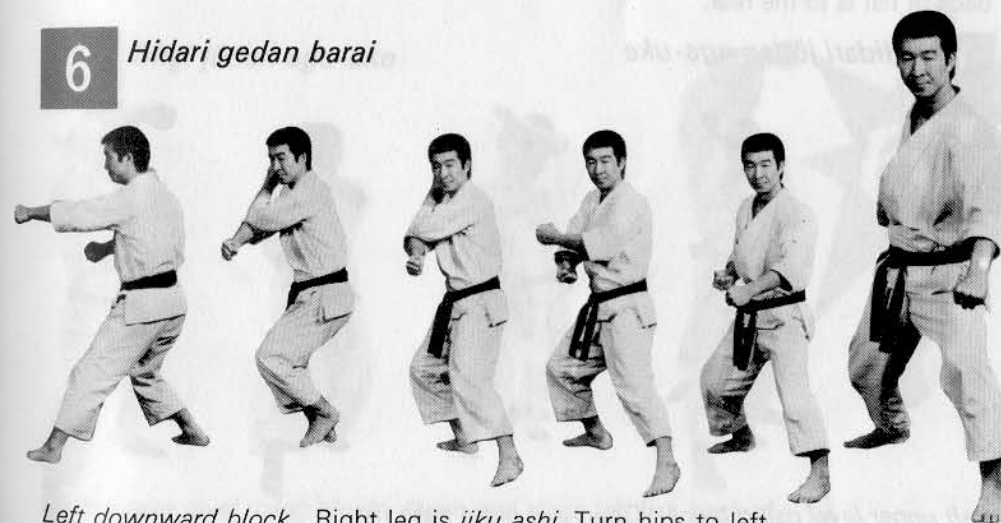 6 Hidari gedan barai
Left downward block. Right leg is jiku ashi. Turn hips to left.